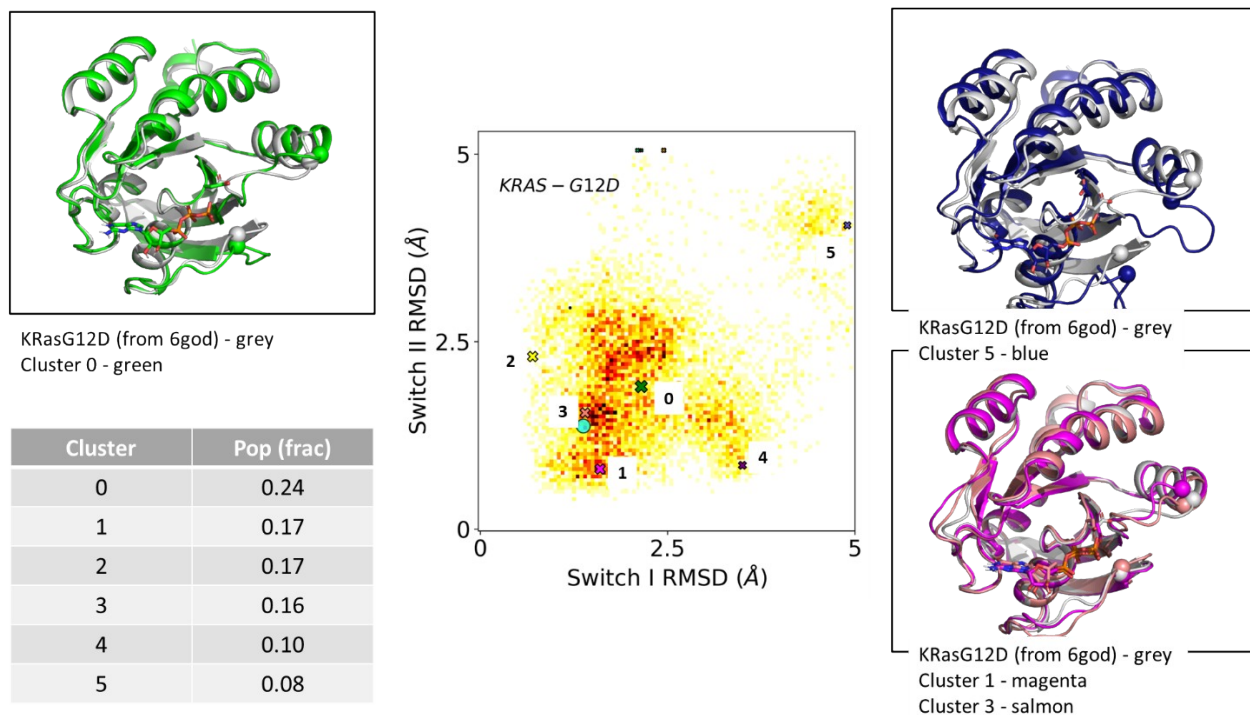 KRasG12D (from 6god) - grey
Cluster 0 - green
Cluster Pop (frac)
0 0.24
1 0.17
2 0.17
3 0.16
4 0.10
5 0.08
KRAS − G12D
Switch II RMSD (Å)
5
2.5
0
0 2.5 5
Switch I RMSD (Å)
5
2
3
0
1
4
KRasG12D (from 6god) - grey
Cluster 5 - blue
KRasG12D (from 6god) - grey
Cluster 1 - magenta
Cluster 3 - salmon